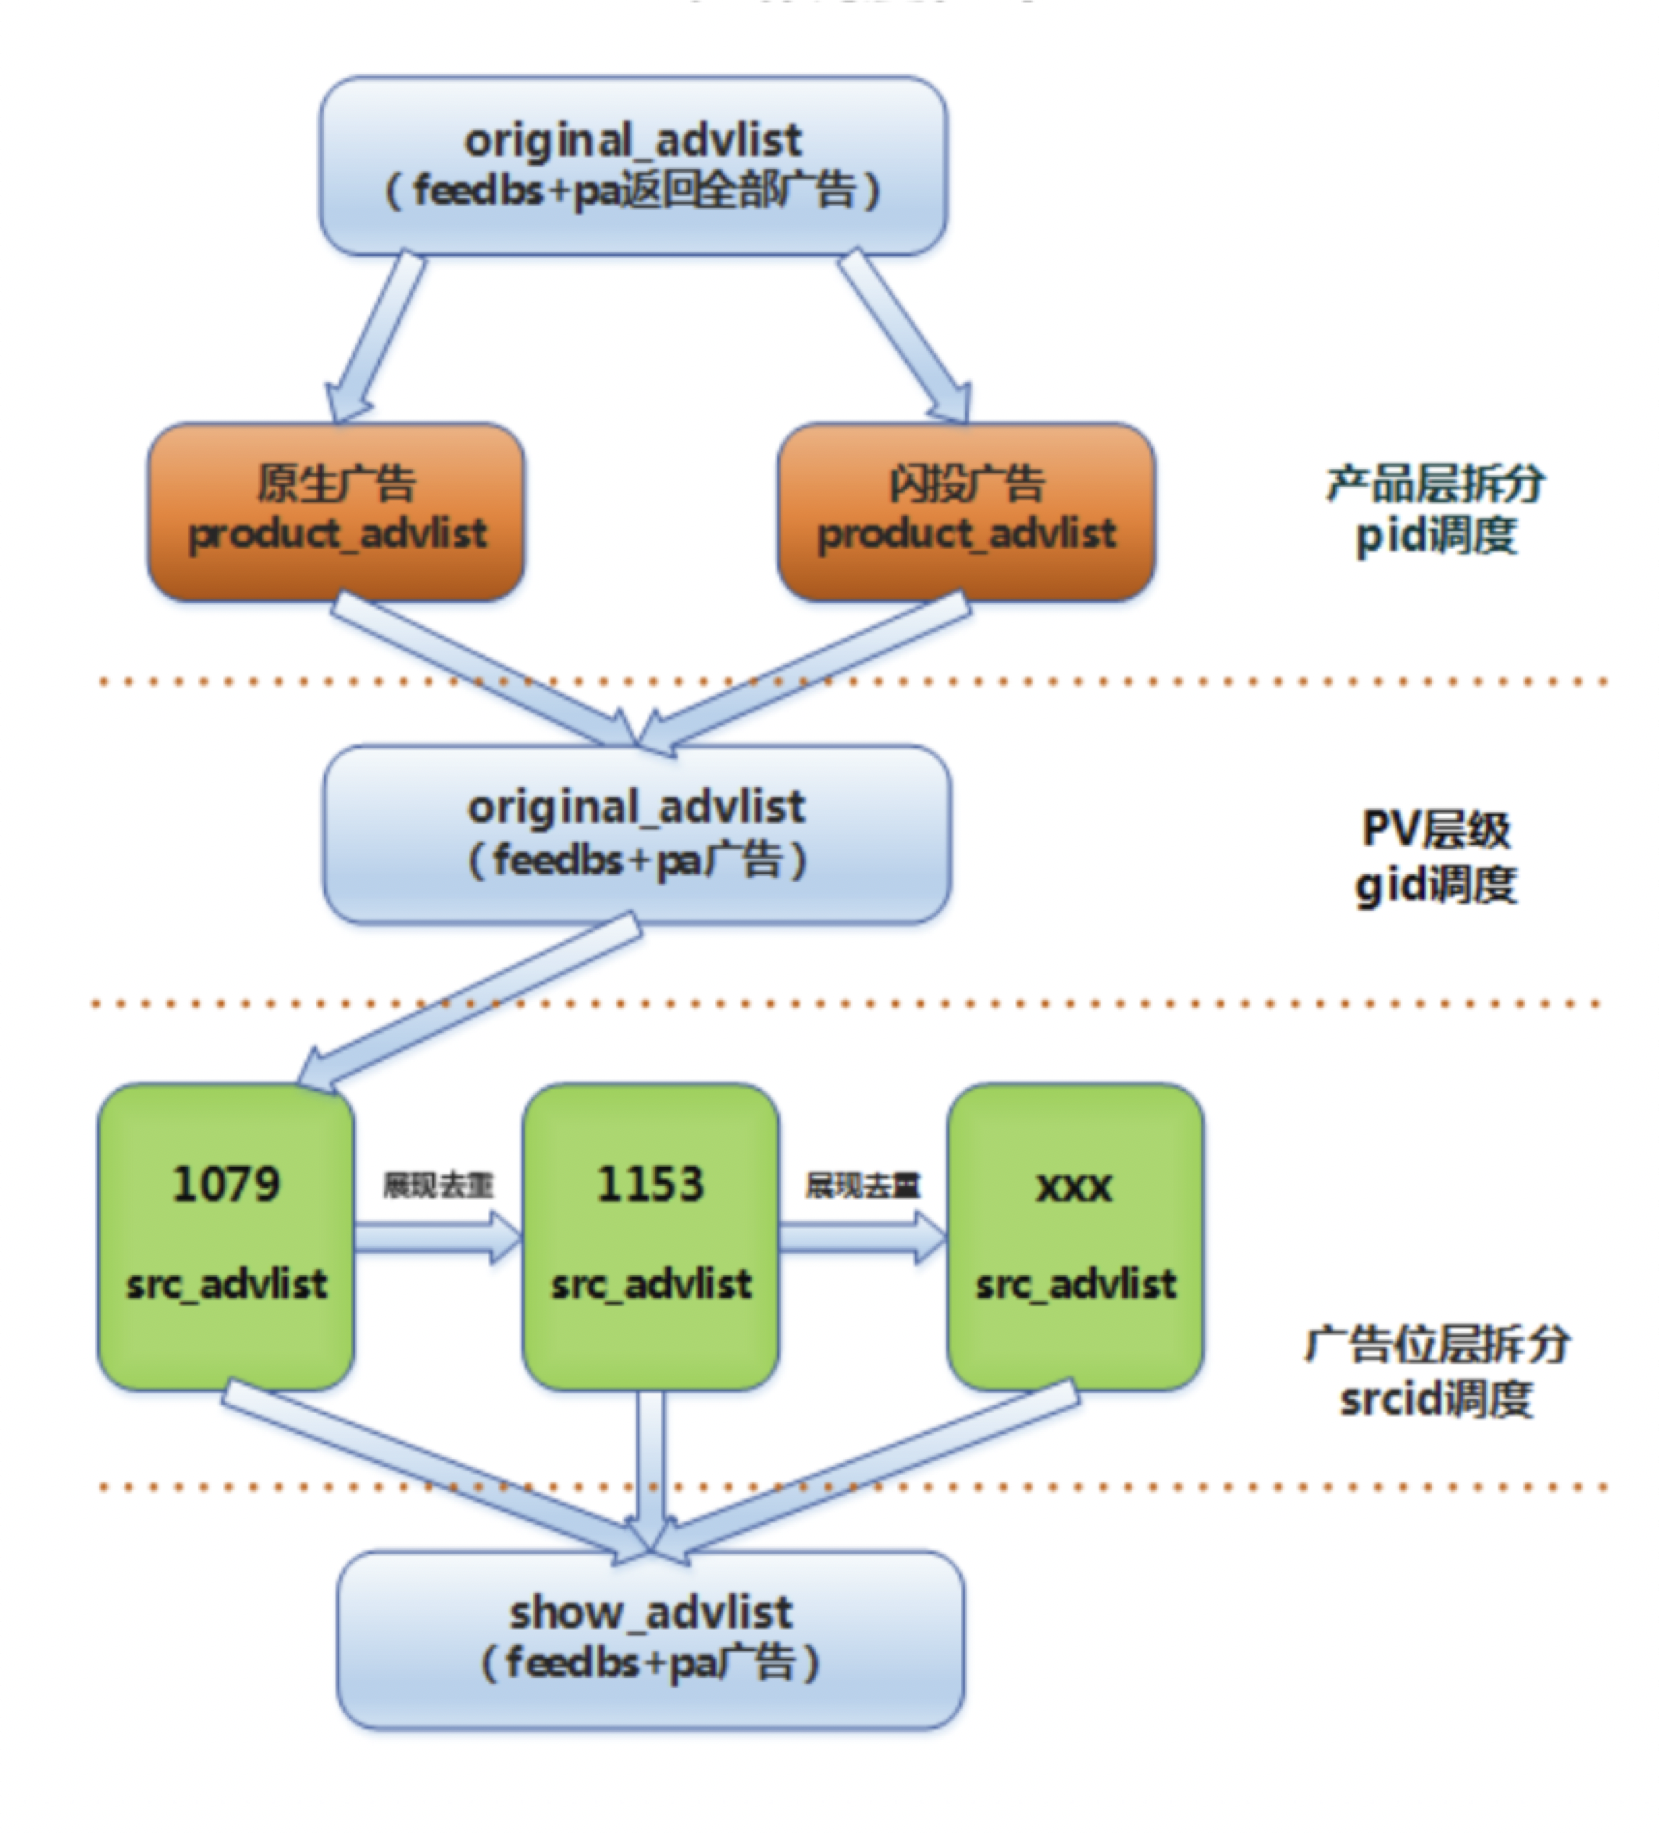 original_advlist
（feedbs+pa返回全部广告）
原生广告
product_advlist
闪投广告
product_advlist
产品层拆分
pid调度
original_advlist
（feedbs+pa广告）
PV层级
gid调度
1079
src_advlist
展现去重
1153
src_advlist
展现去重
xxx
src_advlist
广告位层拆分
srcid调度
show_advlist
（feedbs+pa广告）